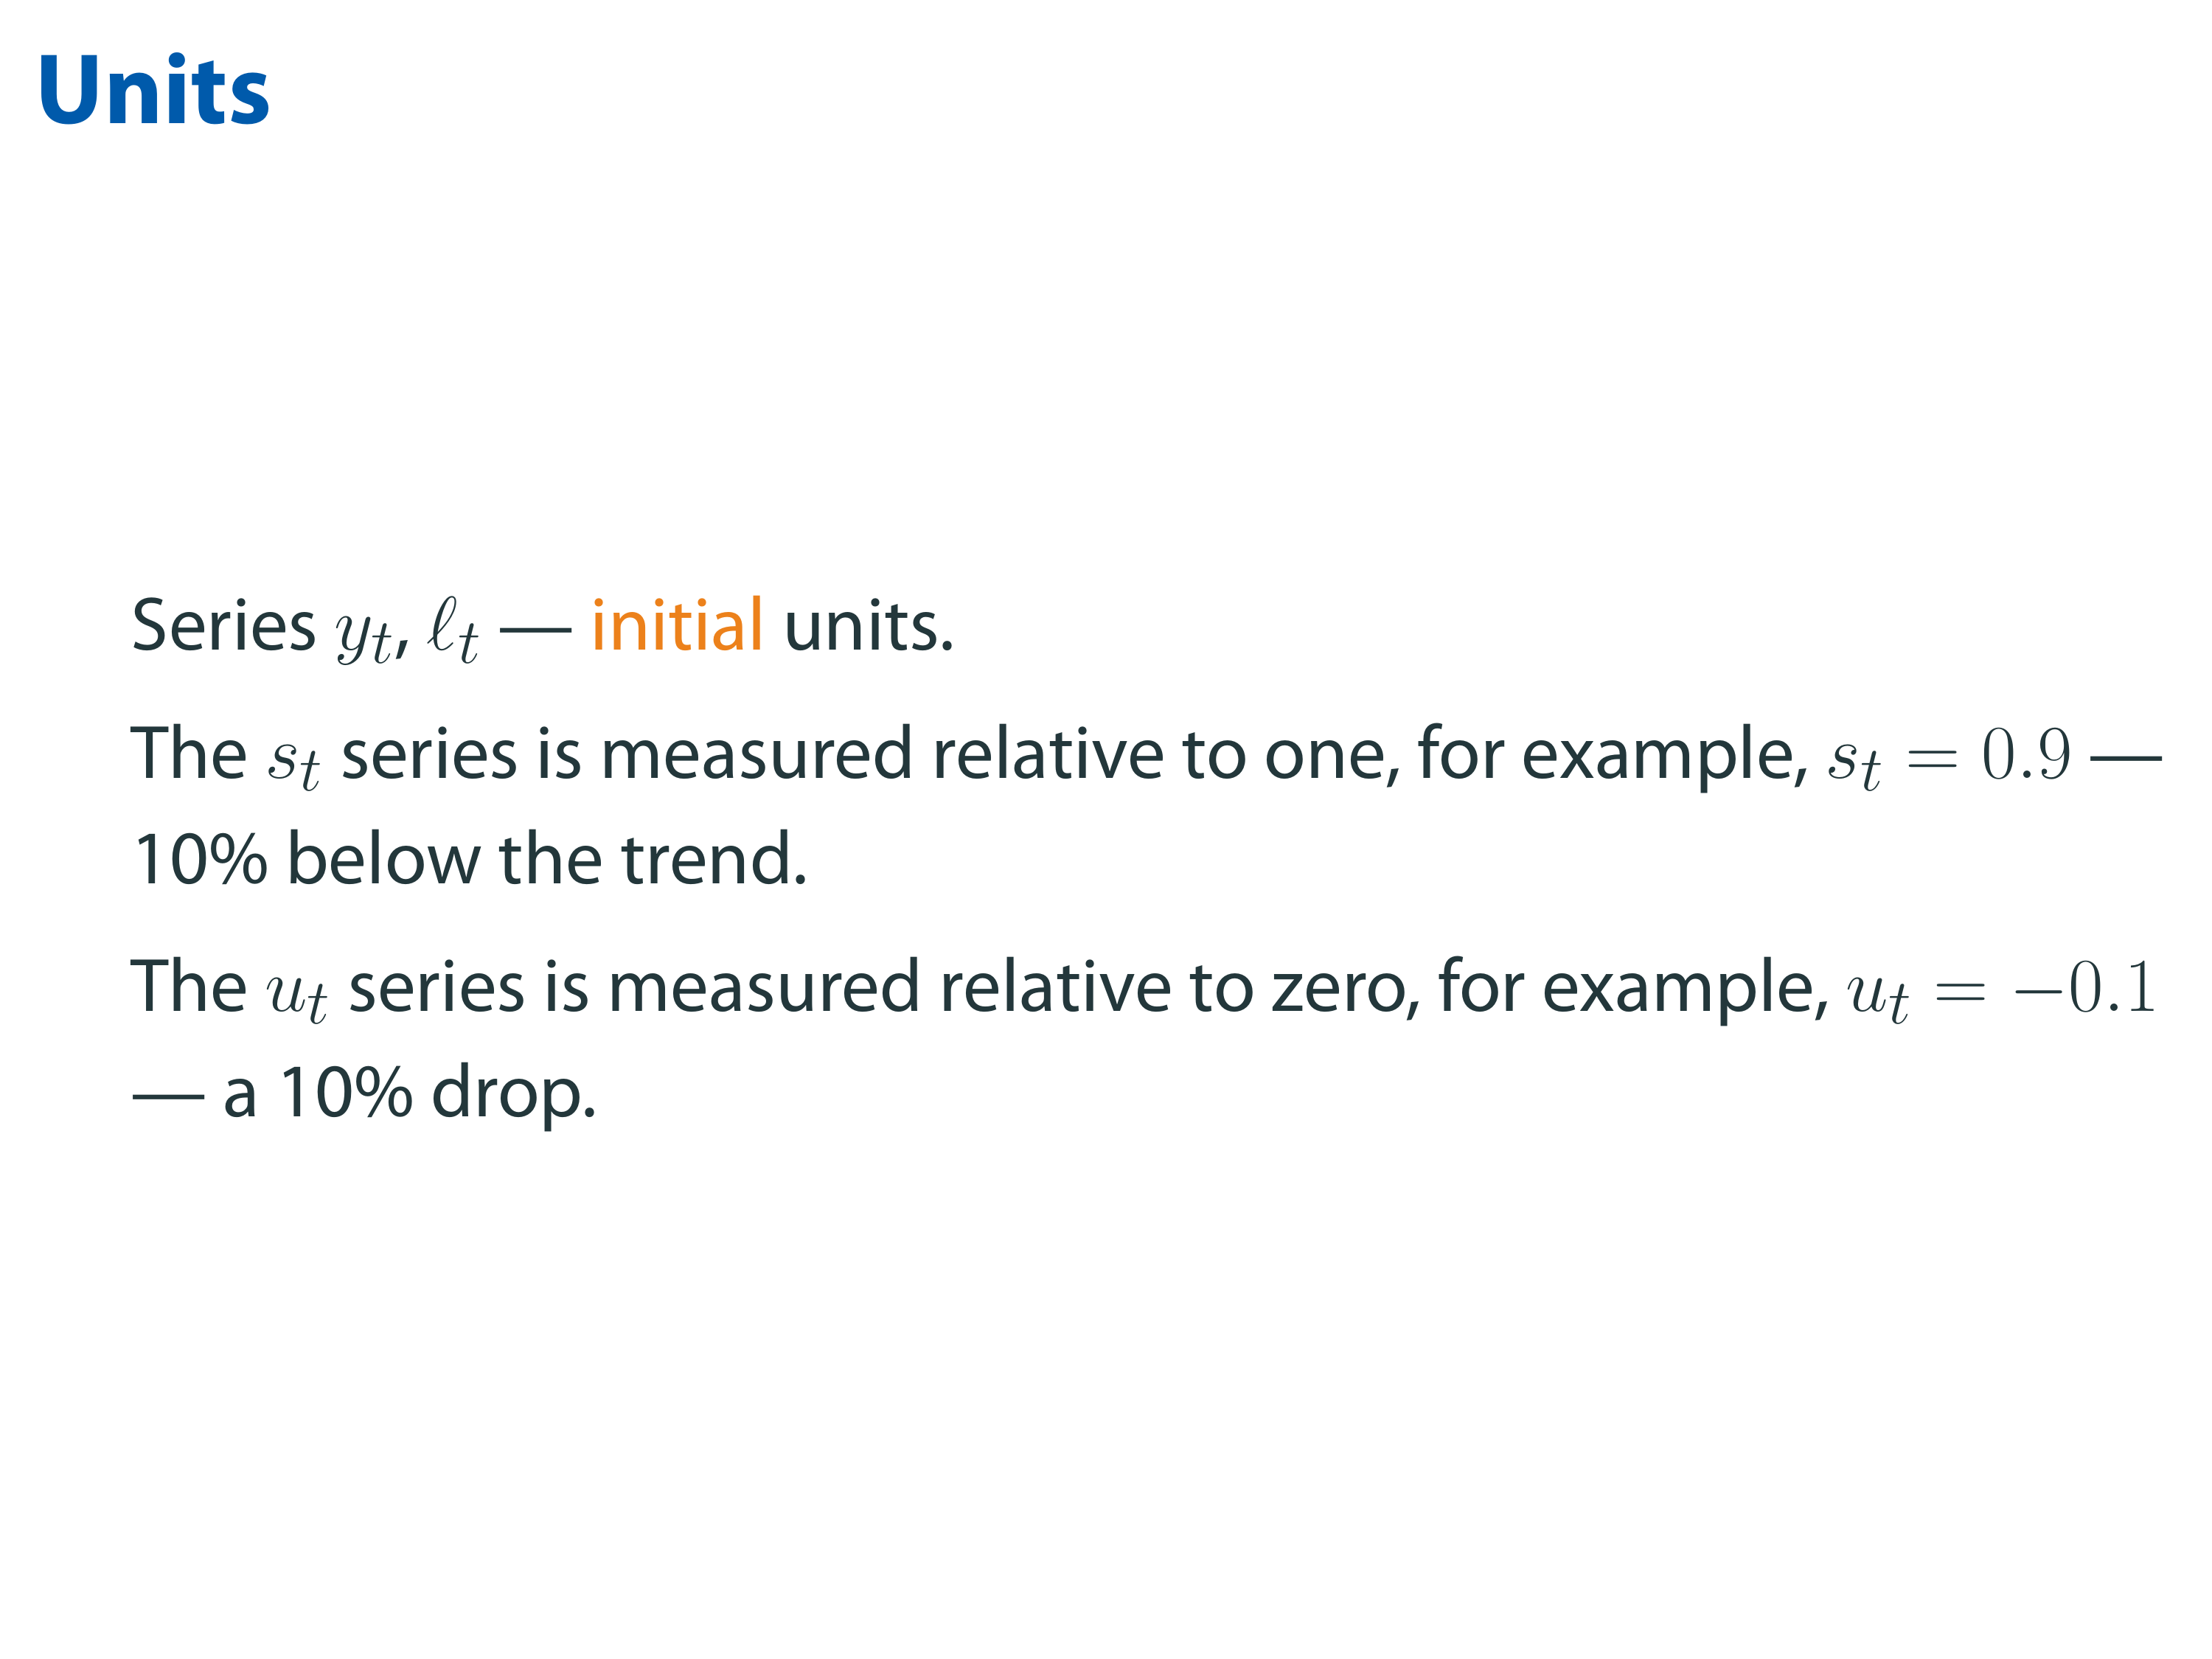 Units
Series $y_t$, $\ell_t$ — initial units.
The $s_t$ series is measured relative to one, for example, $s_t = 0.9$ —
10% below the trend.
The $u_t$ series is measured relative to zero, for example, $u_t = -0.1$
— a 10% drop.